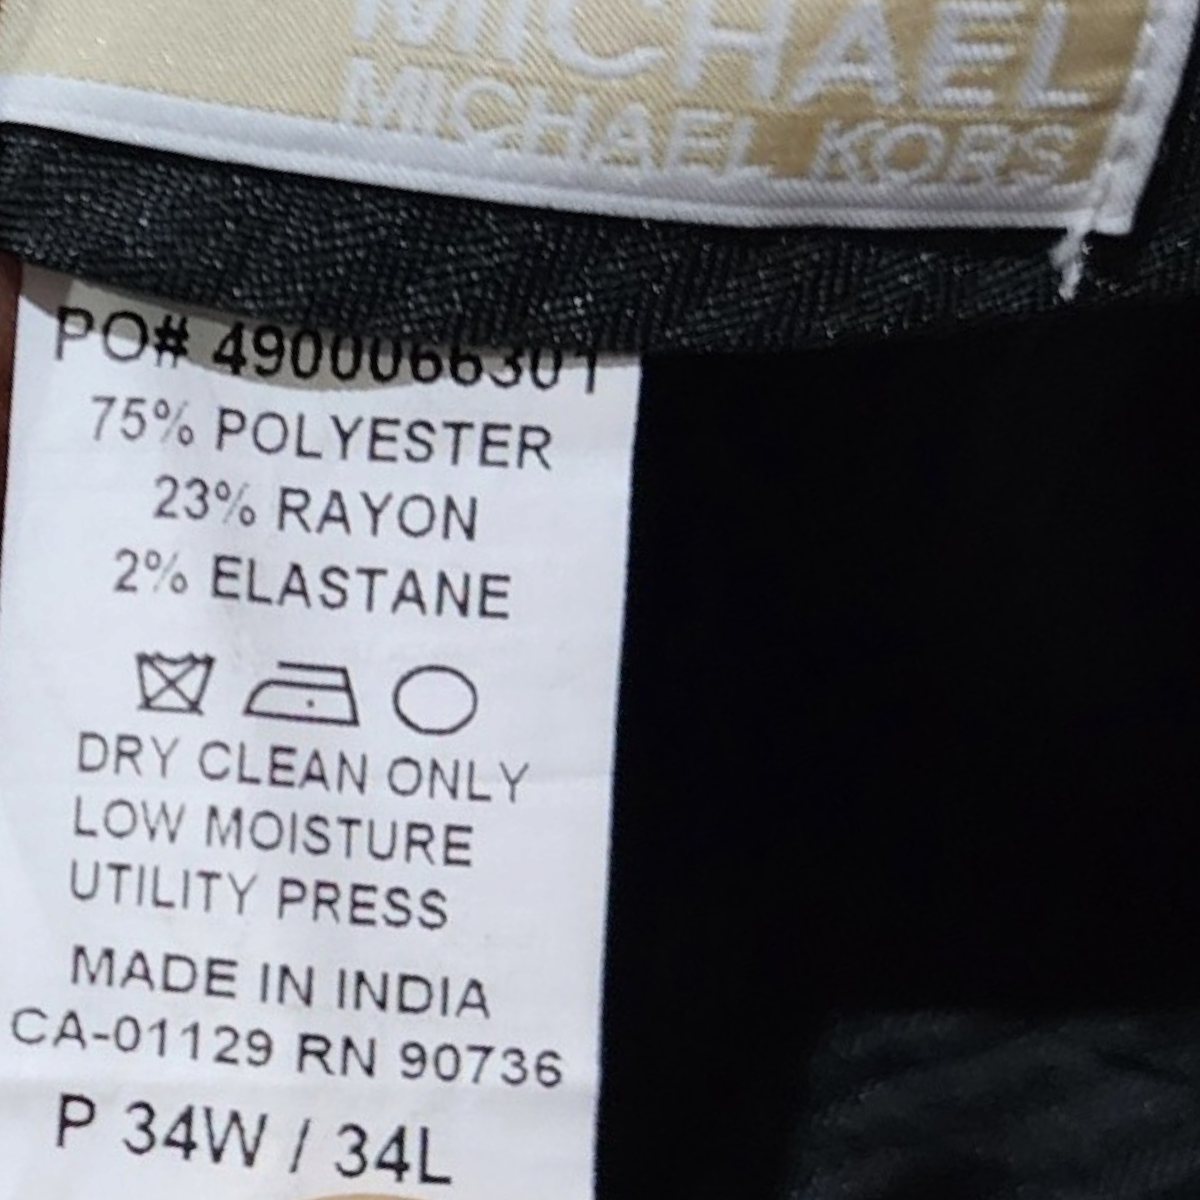 MICHAEL
MICHAEL KORS
PO# 4900066301
75% POLYESTER
23% RAYON
2% ELASTANE
DRY CLEAN ONLY
LOW MOISTURE
UTILITY PRESS
MADE IN INDIA
CA-01129 RN 90736
P 34W / 34L